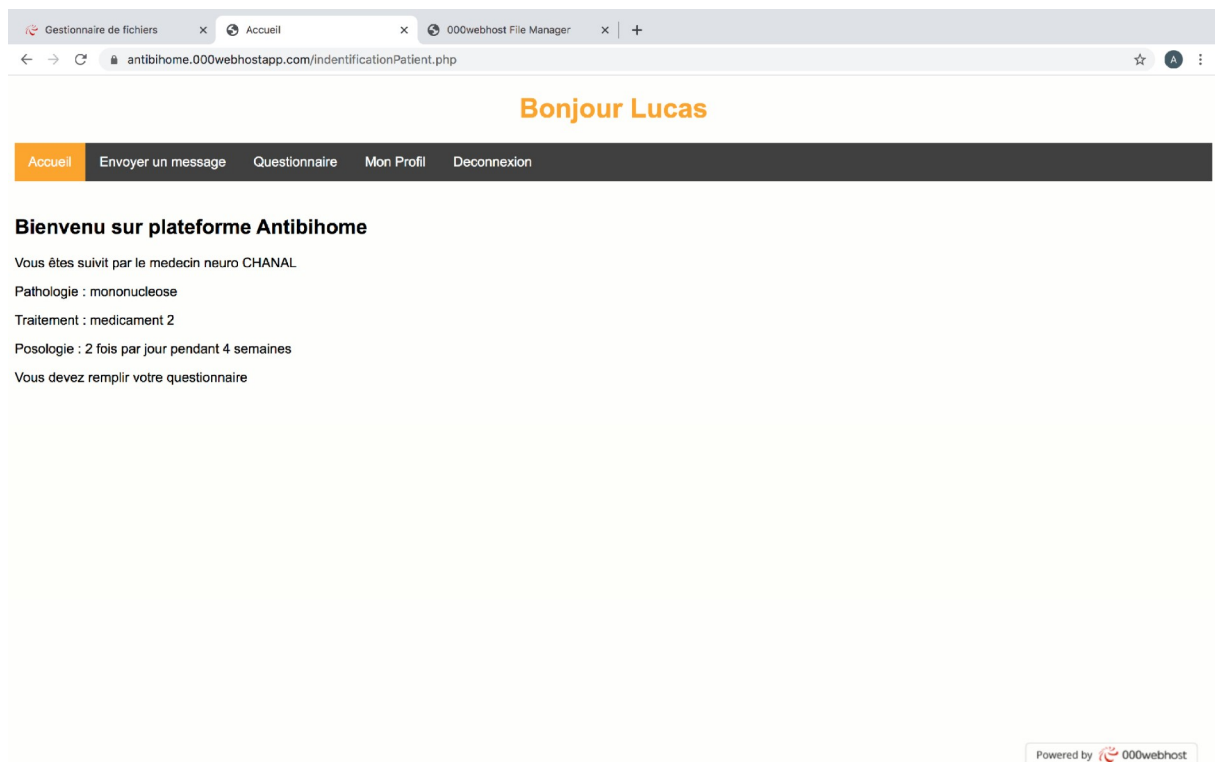 Gestionnaire de fichiers
Accueil
000webhost File Manager
antibihome.000webhostapp.com/indentificationPatient.php
A
Bonjour Lucas
Accueil Envoyer un message Questionnaire Mon Profil Deconnexion
Bienvenu sur plateforme Antibihome
Vous êtes suivit par le medecin neuro CHANAL
Pathologie : mononucleose
Traitement : medicament 2
Posologie : 2 fois par jour pendant 4 semaines
Vous devez remplir votre questionnaire
Powered by 000webhost